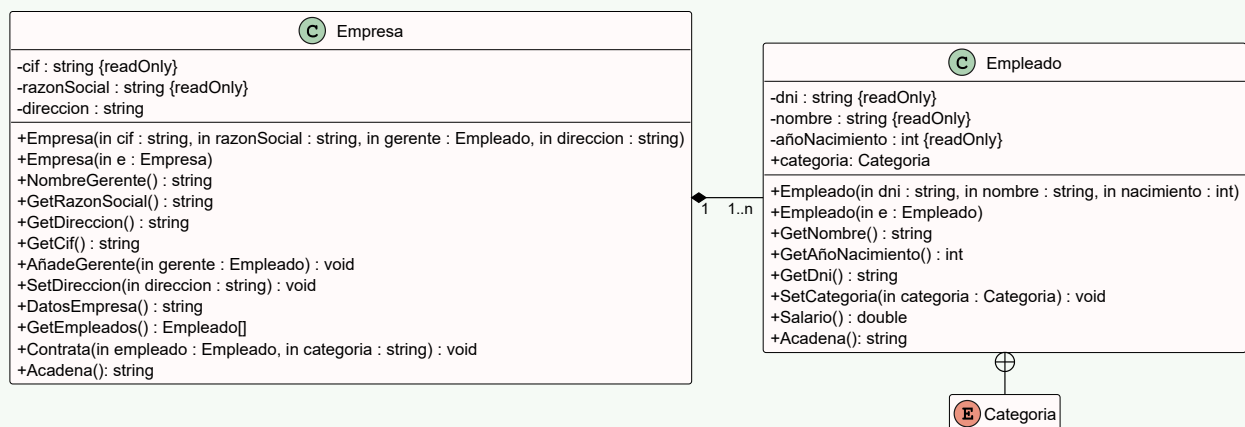 C Empresa
-cif : string {readOnly}
-razonSocial : string {readOnly}
-direccion : string
+Empresa(in cif : string, in razonSocial : string, in gerente : Empleado, in direccion : string)
+Empresa(in e : Empresa)
+NombreGerente() : string
+GetRazonSocial() : string
+GetDireccion() : string
+GetCif() : string
+AñadeGerente(in gerente : Empleado) : void
+SetDireccion(in direccion : string) : void
+DatosEmpresa() : string
+GetEmpleados() : Empleado[]
+Contrata(in empleado : Empleado, in categoria : string) : void
+Acadena(): string
1 1..n
C Empleado
-dni : string {readOnly}
-nombre : string {readOnly}
-añoNacimiento : int {readOnly}
+categoria: Categoria
+Empleado(in dni : string, in nombre : string, in nacimiento : int)
+Empleado(in e : Empleado)
+GetNombre() : string
+GetAñoNacimiento() : int
+GetDni() : string
+SetCategoria(in categoria : Categoria) : void
+Salario() : double
+Acadena(): string
E Categoria